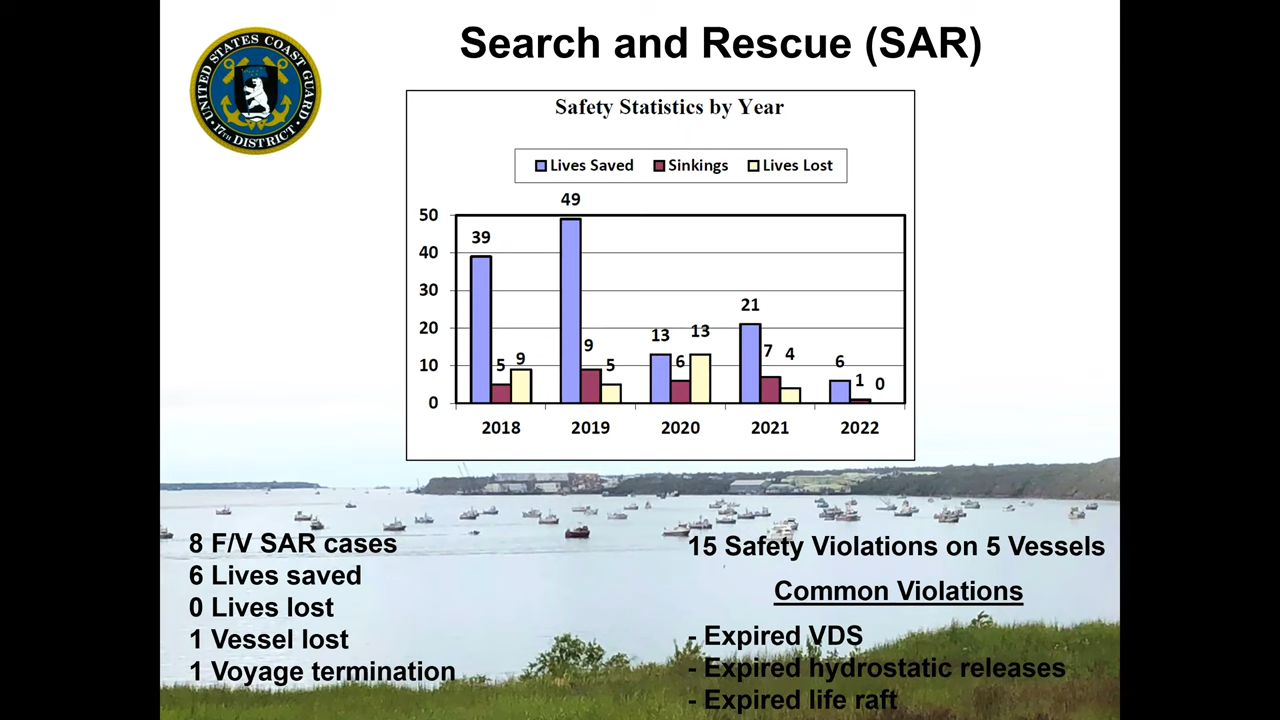 Search and Rescue (SAR)
UNITED STATES COAST GUARD
17TH DISTRICT
Safety Statistics by Year
Lives Saved Sinkings Lives Lost
50
40
30
20
10
0
39 5 9
49 9 5
13 6 13
21 7 4
6 1 0
2018 2019 2020 2021 2022
8 F/V SAR cases
6 Lives saved
0 Lives lost
1 Vessel lost
1 Voyage termination
15 Safety Violations on 5 Vessels
Common Violations
- Expired VDS
- Expired hydrostatic releases
- Expired life raft